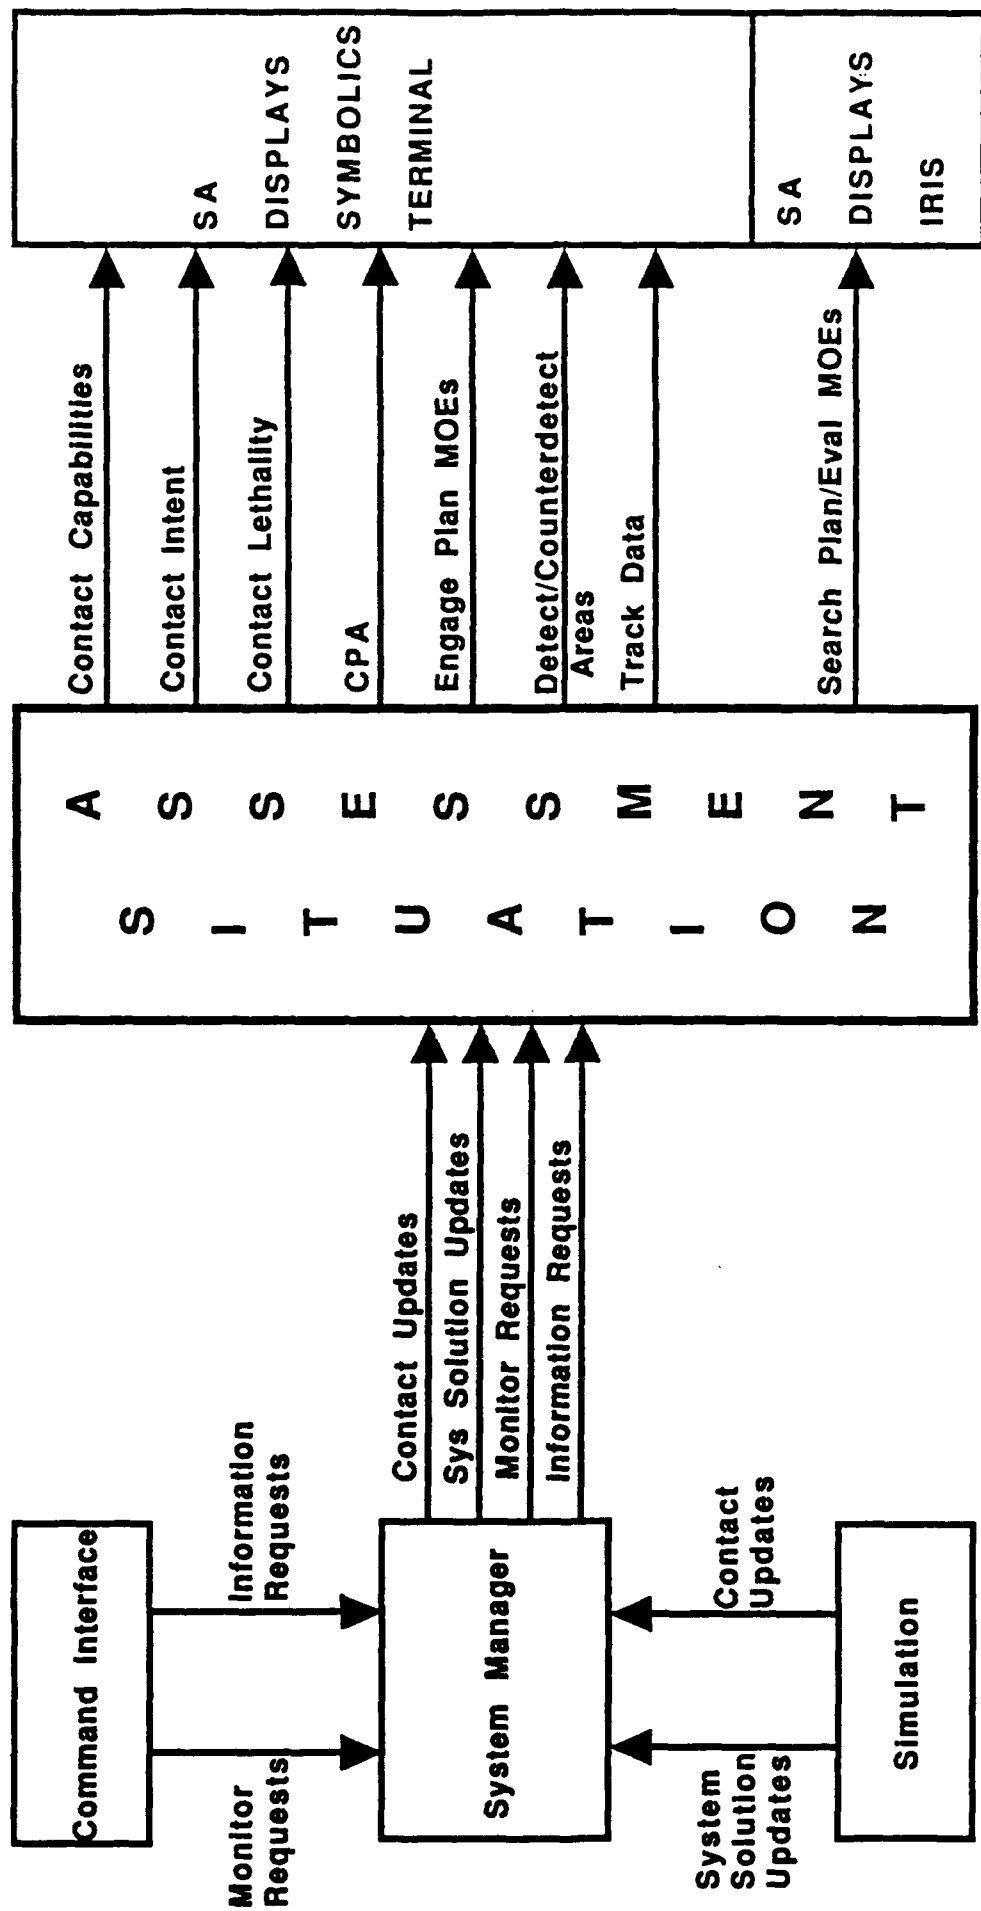 Command Interface
Monitor
Requests
Information
Requests
System Manager
System
Solution
Updates
Contact
Updates
Simulation
Contact Updates
Sys Solution Updates
Monitor Requests
Information Requests
SITUATION
ASSESSMENT
Contact Capabilities
Contact Intent
Contact Lethality
CPA
Engage Plan MOEs
Detect/Counterdetect
Areas
Track Data
Search Plan/Eval MOEs
SA
DISPLAYS
SYMBOLICS
TERMINAL
SA
DISPLAYS
IRIS